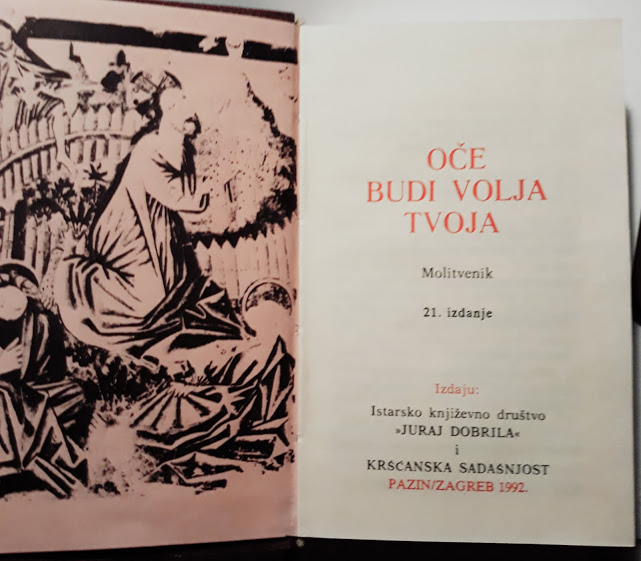 OČE
BUDI VOLJA
TVOJA
Molitvenik
21. izdanje
Izdaju:
Istarsko književno društvo
»JURAJ DOBRILA«
i
KRŠĆANSKA SADAŠNJOST
PAZIN/ZAGREB 1992.